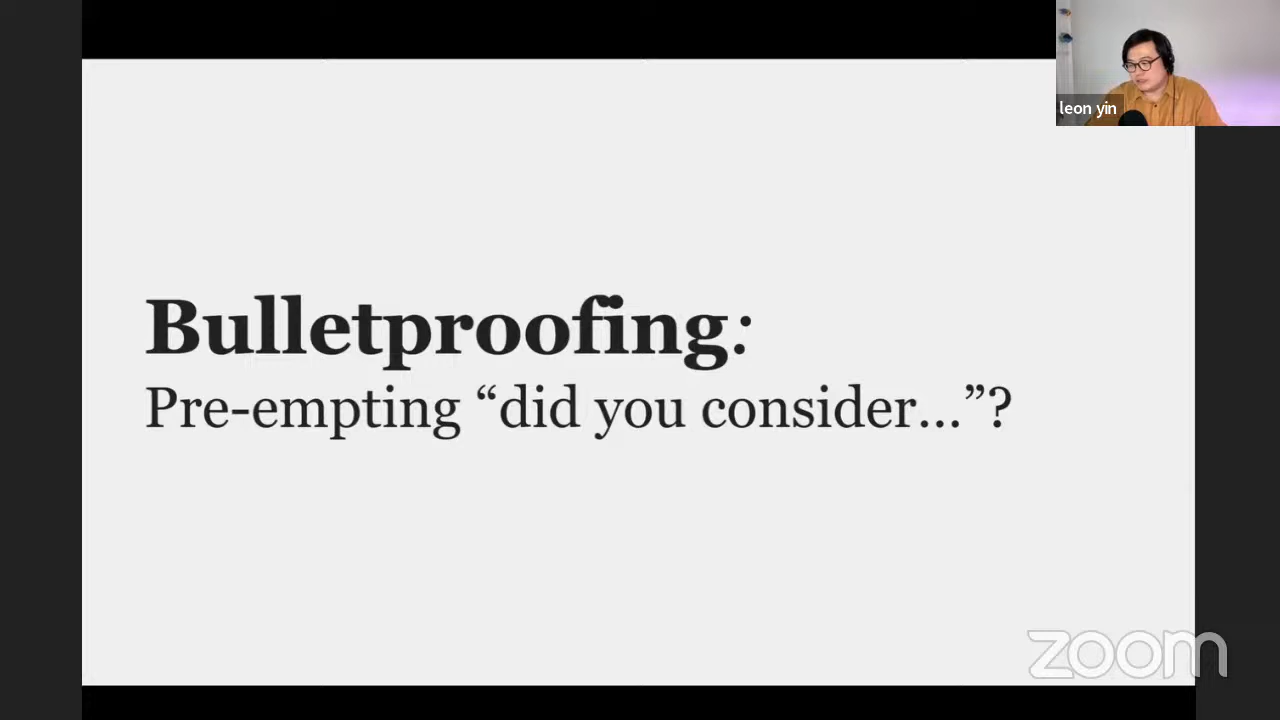 leon yin
Bulletproofing:
Pre-empting “did you consider...”?
zoom